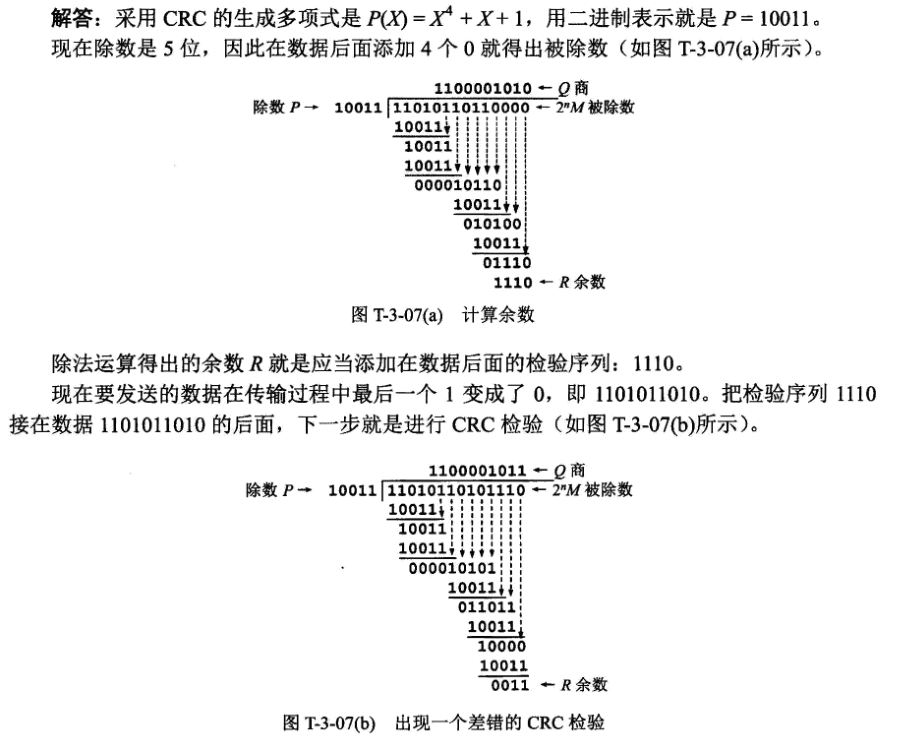 解答：采用 CRC 的生成多项式是 P(X) = X⁴ + X + 1，用二进制表示就是 P = 10011。
现在除数是 5 位，因此在数据后面添加 4 个 0 就得出被除数（如图 T-3-07(a)所示）。
1100001010 ← Q 商
除数 P → 10011 11010110110000 ← 2ⁿM 被除数
10011
10011
10011
000010110
10011
010100
10011
01110
1110 ← R 余数
图 T-3-07(a) 计算余数
除法运算得出的余数 R 就是应当添加在数据后面的检验序列：1110。
现在要发送的数据在传输过程中最后一个 1 变成了 0，即 1101011010。把检验序列 1110
接在数据 1101011010 的后面，下一步就是进行 CRC 检验（如图 T-3-07(b)所示）。
1100001011 ← Q 商
除数 P → 10011 11010110101110 ← 2ⁿM 被除数
10011
10011
10011
000010101
10011
011011
10011
10000
10011
0011 ← R 余数
图 T-3-07(b) 出现一个差错的 CRC 检验